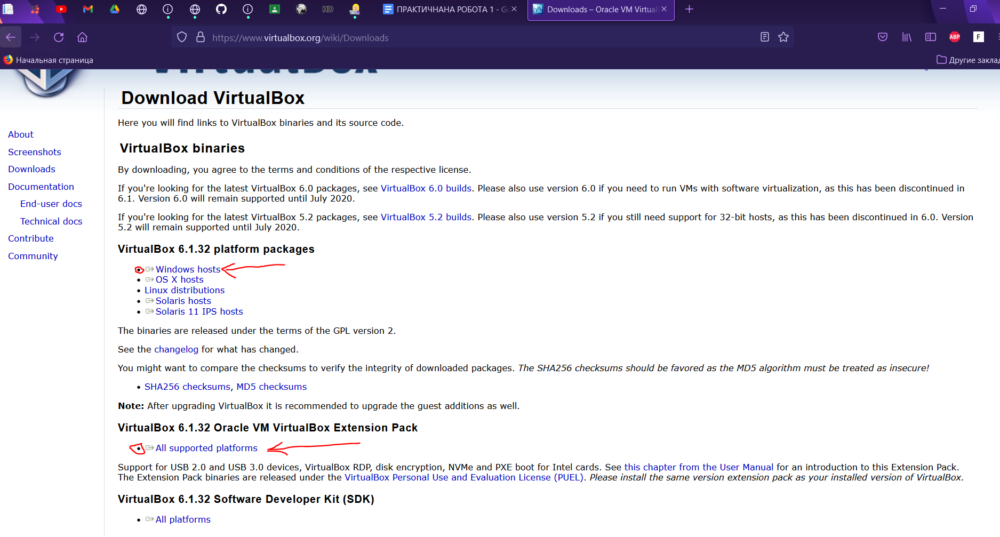 HD
ПРАКТИЧНАНА РОБОТА 1 - Go
Downloads – Oracle VM Virtual
https://www.virtualbox.org/wiki/Downloads
ABP
F
Начальная страница
Другие заклад
VirtualBox
Download VirtualBox
Here you will find links to VirtualBox binaries and its source code.
About
Screenshots
Downloads
Documentation
End-user docs
Technical docs
Contribute
Community
VirtualBox binaries
By downloading, you agree to the terms and conditions of the respective license.
If you're looking for the latest VirtualBox 6.0 packages, see VirtualBox 6.0 builds. Please also use version 6.0 if you need to run VMs with software virtualization, as this has been discontinued in
6.1. Version 6.0 will remain supported until July 2020.
If you're looking for the latest VirtualBox 5.2 packages, see VirtualBox 5.2 builds. Please also use version 5.2 if you still need support for 32-bit hosts, as this has been discontinued in 6.0. Version
5.2 will remain supported until July 2020.
VirtualBox 6.1.32 platform packages
• Windows hosts
• OS X hosts
• Linux distributions
• Solaris hosts
• Solaris 11 IPS hosts
The binaries are released under the terms of the GPL version 2.
See the changelog for what has changed.
You might want to compare the checksums to verify the integrity of downloaded packages. The SHA256 checksums should be favored as the MD5 algorithm must be treated as insecure!
• SHA256 checksums, MD5 checksums
Note: After upgrading VirtualBox it is recommended to upgrade the guest additions as well.
VirtualBox 6.1.32 Oracle VM VirtualBox Extension Pack
• All supported platforms
Support for USB 2.0 and USB 3.0 devices, VirtualBox RDP, disk encryption, NVMe and PXE boot for Intel cards. See this chapter from the User Manual for an introduction to this Extension Pack.
The Extension Pack binaries are released under the VirtualBox Personal Use and Evaluation License (PUEL). Please install the same version extension pack as your installed version of VirtualBox.
VirtualBox 6.1.32 Software Developer Kit (SDK)
• All platforms